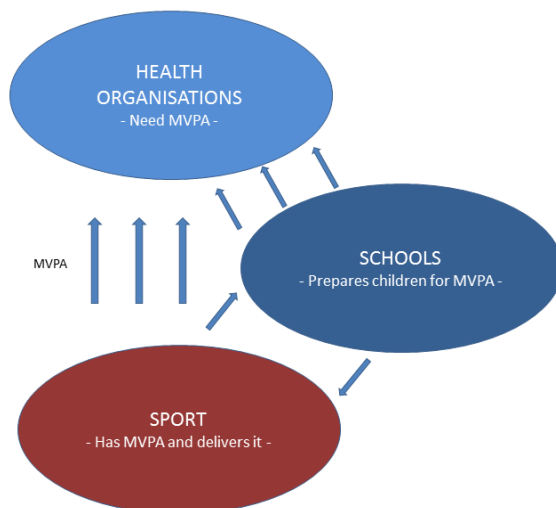 HEALTH
ORGANISATIONS
- Need MVPA -
SCHOOLS
- Prepares children for MVPA -
MVPA
SPORT
- Has MVPA and delivers it -